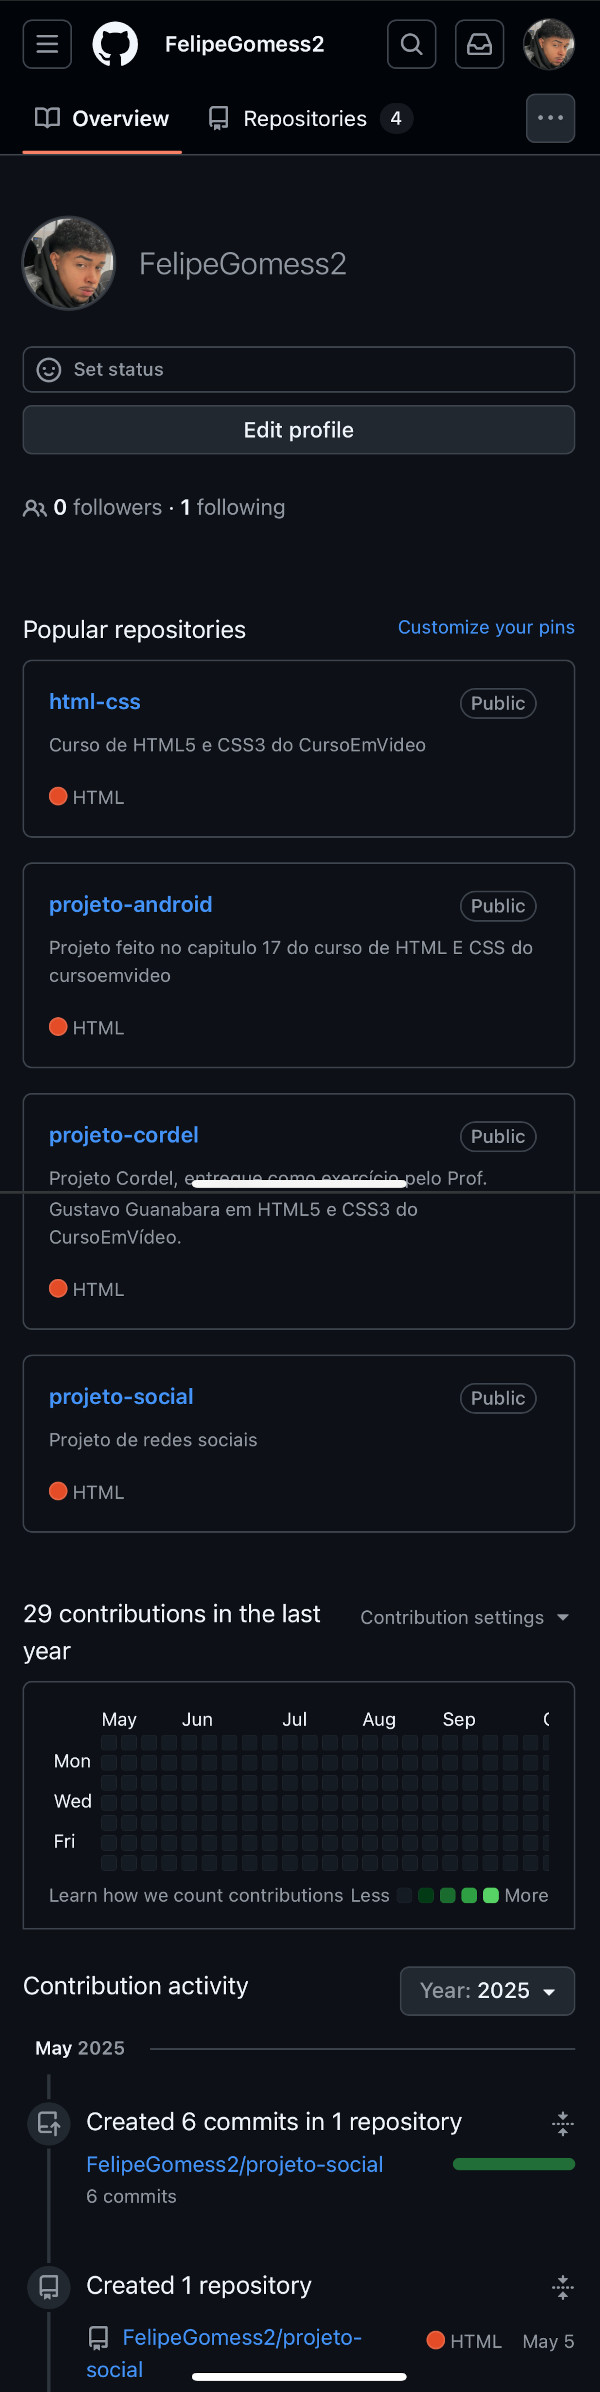 FelipeGomess2
Overview
Repositories 4
FelipeGomess2
Set status
Edit profile
0 followers · 1 following
Popular repositories
Customize your pins
html-css
Public
Curso de HTML5 e CSS3 do CursoEmVideo
HTML
projeto-android
Public
Projeto feito no capitulo 17 do curso de HTML E CSS do
cursoemvideo
HTML
projeto-cordel
Public
Projeto Cordel, entregue como exercício pelo Prof.
Gustavo Guanabara em HTML5 e CSS3 do
CursoEmVídeo.
HTML
projeto-social
Public
Projeto de redes sociais
HTML
29 contributions in the last
year
Contribution settings
May Jun Jul Aug Sep
Mon
Wed
Fri
Learn how we count contributions Less More
Contribution activity
Year: 2025
May 2025
Created 6 commits in 1 repository
FelipeGomess2/projeto-social
6 commits
Created 1 repository
FelipeGomess2/projeto-
social
HTML May 5